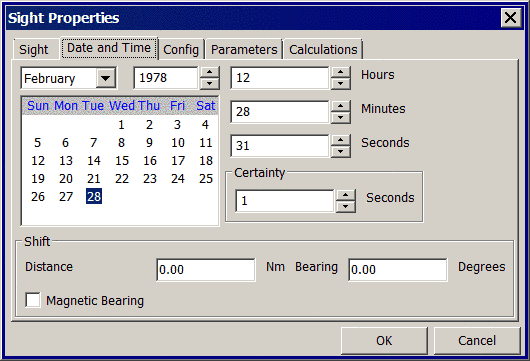 Sight Properties
Sight Date and Time Config Parameters Calculations
February 1978 12 Hours
Sun Mon Tue Wed Thu Fri Sat
1 2 3 4
28 Minutes
5 6 7 8 9 10 11
31 Seconds
12 13 14 15 16 17 18
19 20 21 22 23 24 25
Certainty
26 27 28
1 Seconds
Shift
Distance 0.00 Nm Bearing 0.00 Degrees
Magnetic Bearing
OK Cancel